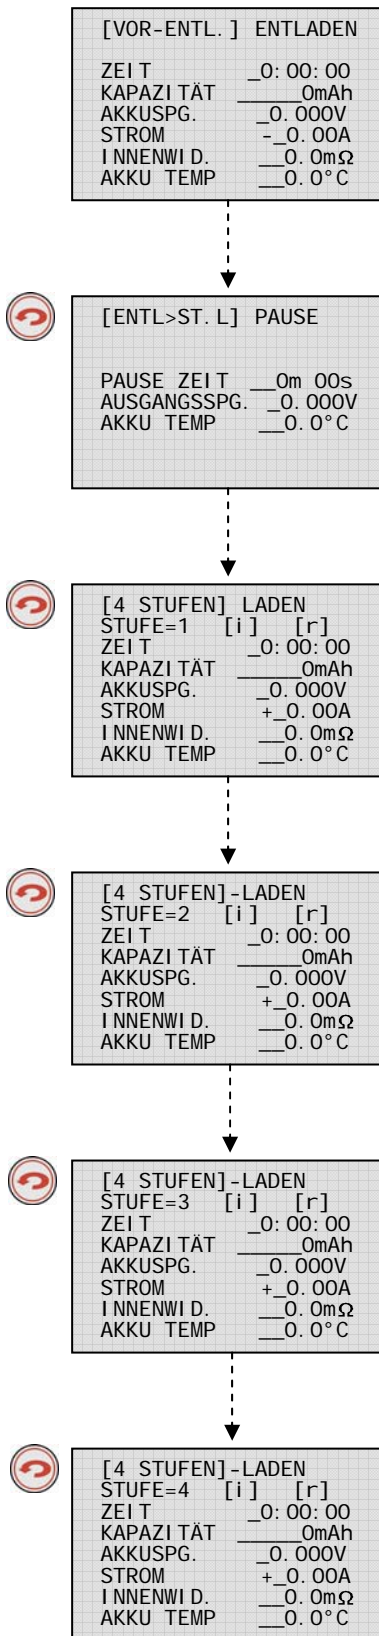 [VOR-ENTL.] ENTLADEN
ZEIT _0:00:00
KAPAZITÄT _____0mAh
AKKUSPG. _0.000V
STROM -_0.00A
INNENWID. __0.0mΩ
AKKU TEMP __0.0°C
[ENTL>ST.L] PAUSE
PAUSE ZEIT __0m 00s
AUSGANGSSPG. _0.000V
AKKU TEMP __0.0°C
[4 STUFEN] LADEN
STUFE=1 [i] [r]
ZEIT _0:00:00
KAPAZITÄT _____0mAh
AKKUSPG. _0.000V
STROM +_0.00A
INNENWID. __0.0mΩ
AKKU TEMP __0.0°C
[4 STUFEN]-LADEN
STUFE=2 [i] [r]
ZEIT _0:00:00
KAPAZITÄT _____0mAh
AKKUSPG. _0.000V
STROM +_0.00A
INNENWID. __0.0mΩ
AKKU TEMP __0.0°C
[4 STUFEN]-LADEN
STUFE=3 [i] [r]
ZEIT _0:00:00
KAPAZITÄT _____0mAh
AKKUSPG. _0.000V
STROM +_0.00A
INNENWID. __0.0mΩ
AKKU TEMP __0.0°C
[4 STUFEN]-LADEN
STUFE=4 [i] [r]
ZEIT _0:00:00
KAPAZITÄT _____0mAh
AKKUSPG. _0.000V
STROM +_0.00A
INNENWID. __0.0mΩ
AKKU TEMP __0.0°C